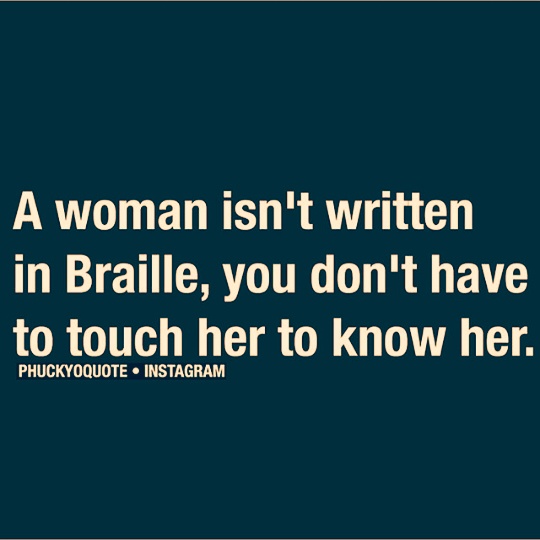 A woman isn't written
in Braille, you don't have
to touch her to know her.
PHUCKYOQUOTE • INSTAGRAM